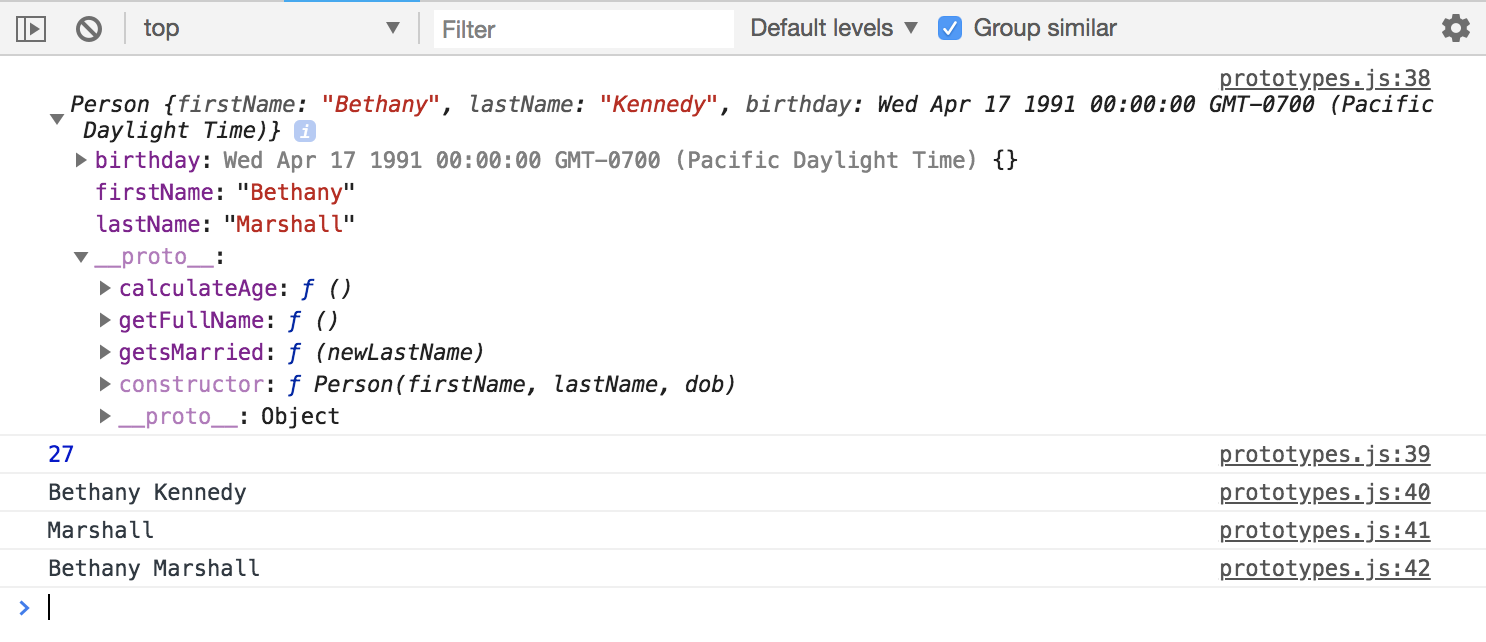 top Filter Default levels Group similar
prototypes.js:38
Person {firstName: "Bethany", lastName: "Kennedy", birthday: Wed Apr 17 1991 00:00:00 GMT-0700 (Pacific
Daylight Time)} i
birthday: Wed Apr 17 1991 00:00:00 GMT-0700 (Pacific Daylight Time) {}
firstName: "Bethany"
lastName: "Marshall"
__proto__:
calculateAge: ƒ ()
getFullName: ƒ ()
getsMarried: ƒ (newLastName)
constructor: ƒ Person(firstName, lastName, dob)
__proto__: Object
27 prototypes.js:39
Bethany Kennedy prototypes.js:40
Marshall prototypes.js:41
Bethany Marshall prototypes.js:42